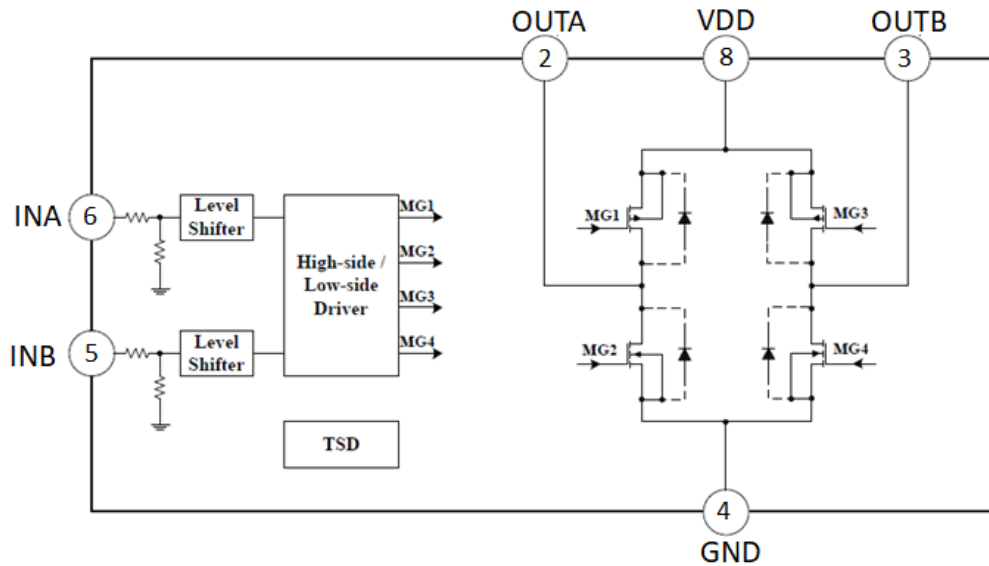 OUTA
VDD
OUTB
2
8
3
INA
6
Level
Shifter
MG1
MG2
MG3
MG4
High-side /
Low-side
Driver
INB
5
Level
Shifter
TSD
MG1
MG3
MG2
MG4
4
GND